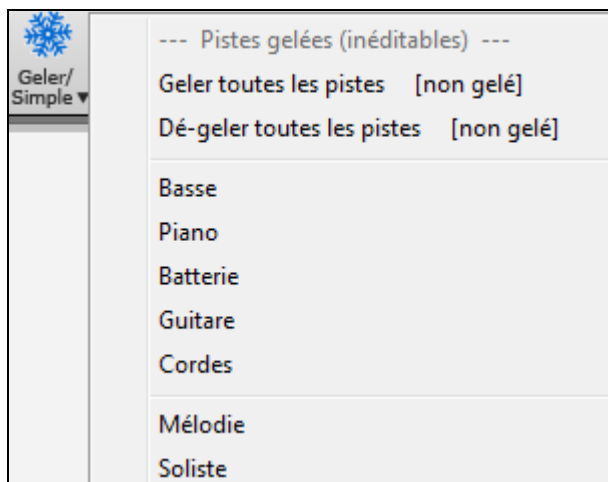 Geler/
Simple ▼
--- Pistes gelées (inéditables) ---
Geler toutes les pistes [non gelé]
Dé-geler toutes les pistes [non gelé]
Basse
Piano
Batterie
Guitare
Cordes
Mélodie
Soliste